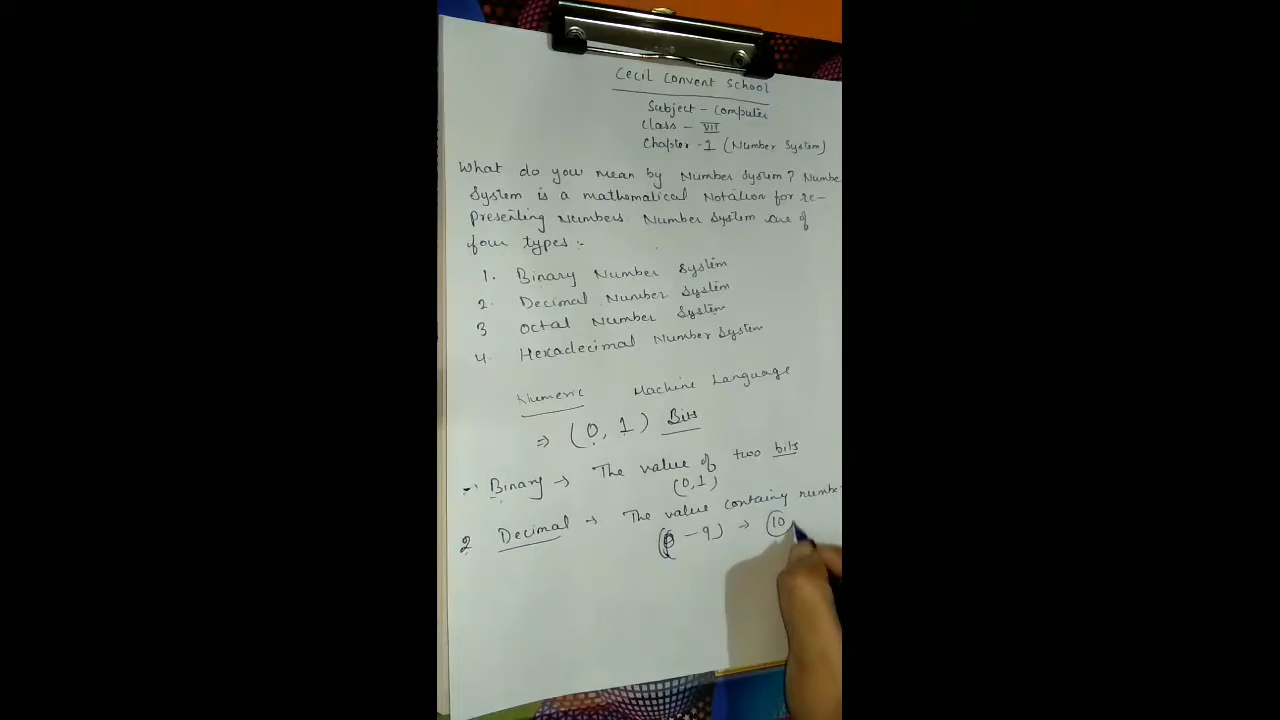 Cecil Convent School
Subject - Computer
Class - VII
Chapter - 1 (Number System)
What do you mean by Number System? Numbe
System is a mathematical Notation for re-
presenting Numbers Number System are of
four types :-
1. Binary Number System
2. Decimal Number System
3 Octal Number System
4. Hexadecimal Number System
Numeric Machine Language
⇒ (0, 1) Bits
Binary → The value of two bits
(0,1)
2 Decimal → The value containy number
(0 - 9) → 10